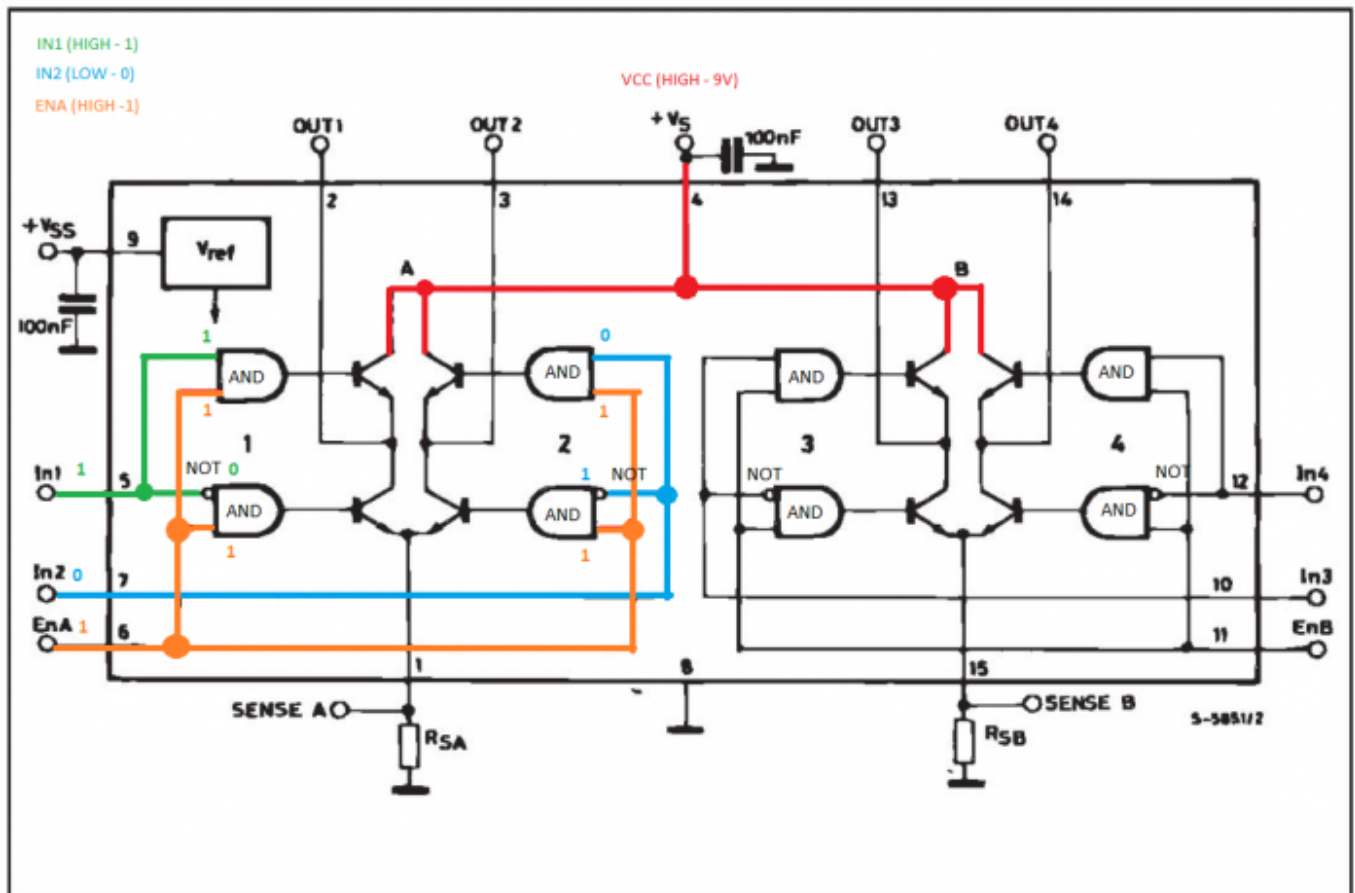 IN1 (HIGH - 1)
IN2 (LOW - 0)
ENA (HIGH -1)
VCC (HIGH - 9V)
OUT1
OUT2
+VS
100nF
OUT3
OUT4
2
3
4
13
14
+VSS
9
Vref
A
B
100nF
1
0
AND
AND
AND
AND
1
1
1
2
3
4
In1
1
5
NOT
0
1
NOT
NOT
NOT
12
In4
AND
AND
AND
AND
1
1
In2
0
7
10
In3
EnA
1
6
11
EnB
1
8
15
SENSE A
SENSE B
S-5851/2
RSA
RSB